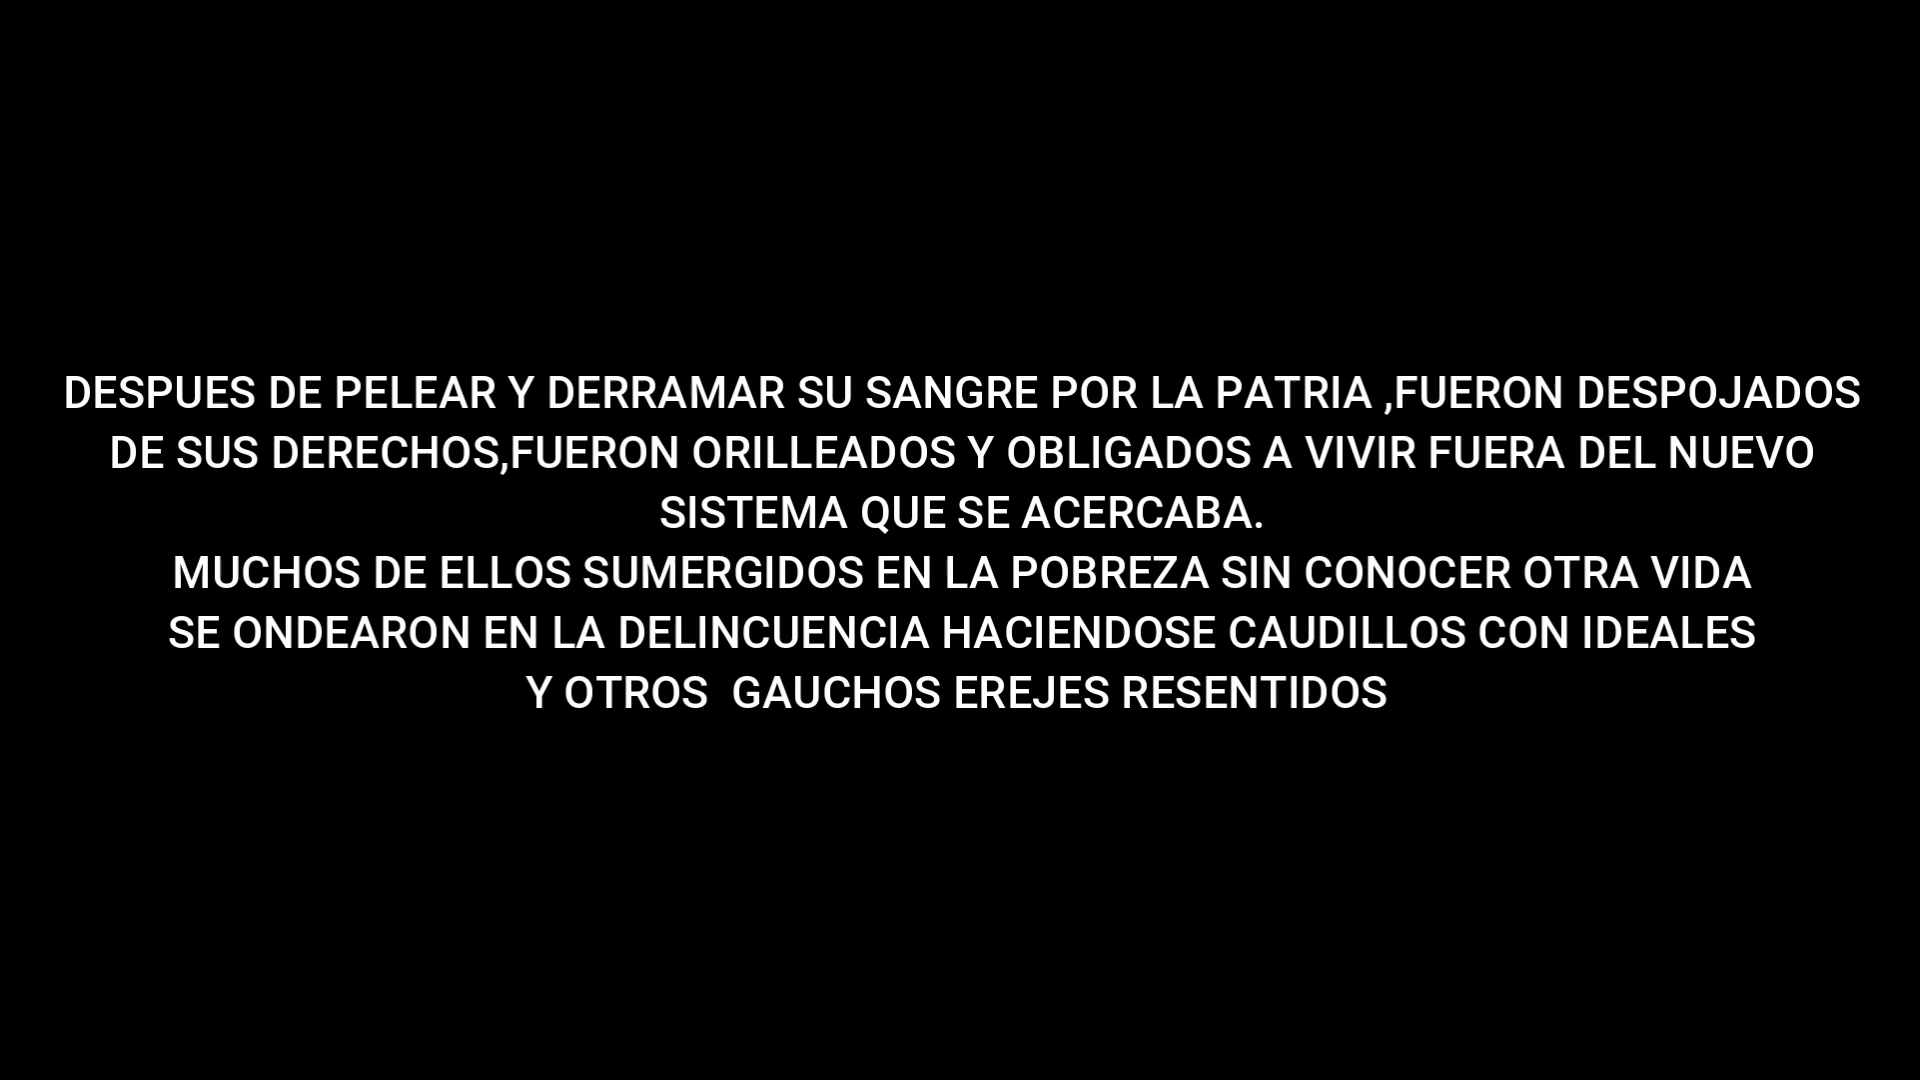 DESPUES DE PELEAR Y DERRAMAR SU SANGRE POR LA PATRIA ,FUERON DESPOJADOS
DE SUS DERECHOS,FUERON ORILLEADOS Y OBLIGADOS A VIVIR FUERA DEL NUEVO
SISTEMA QUE SE ACERCABA.
MUCHOS DE ELLOS SUMERGIDOS EN LA POBREZA SIN CONOCER OTRA VIDA
SE ONDEARON EN LA DELINCUENCIA HACIENDOSE CAUDILLOS CON IDEALES
Y OTROS  GAUCHOS EREJES RESENTIDOS